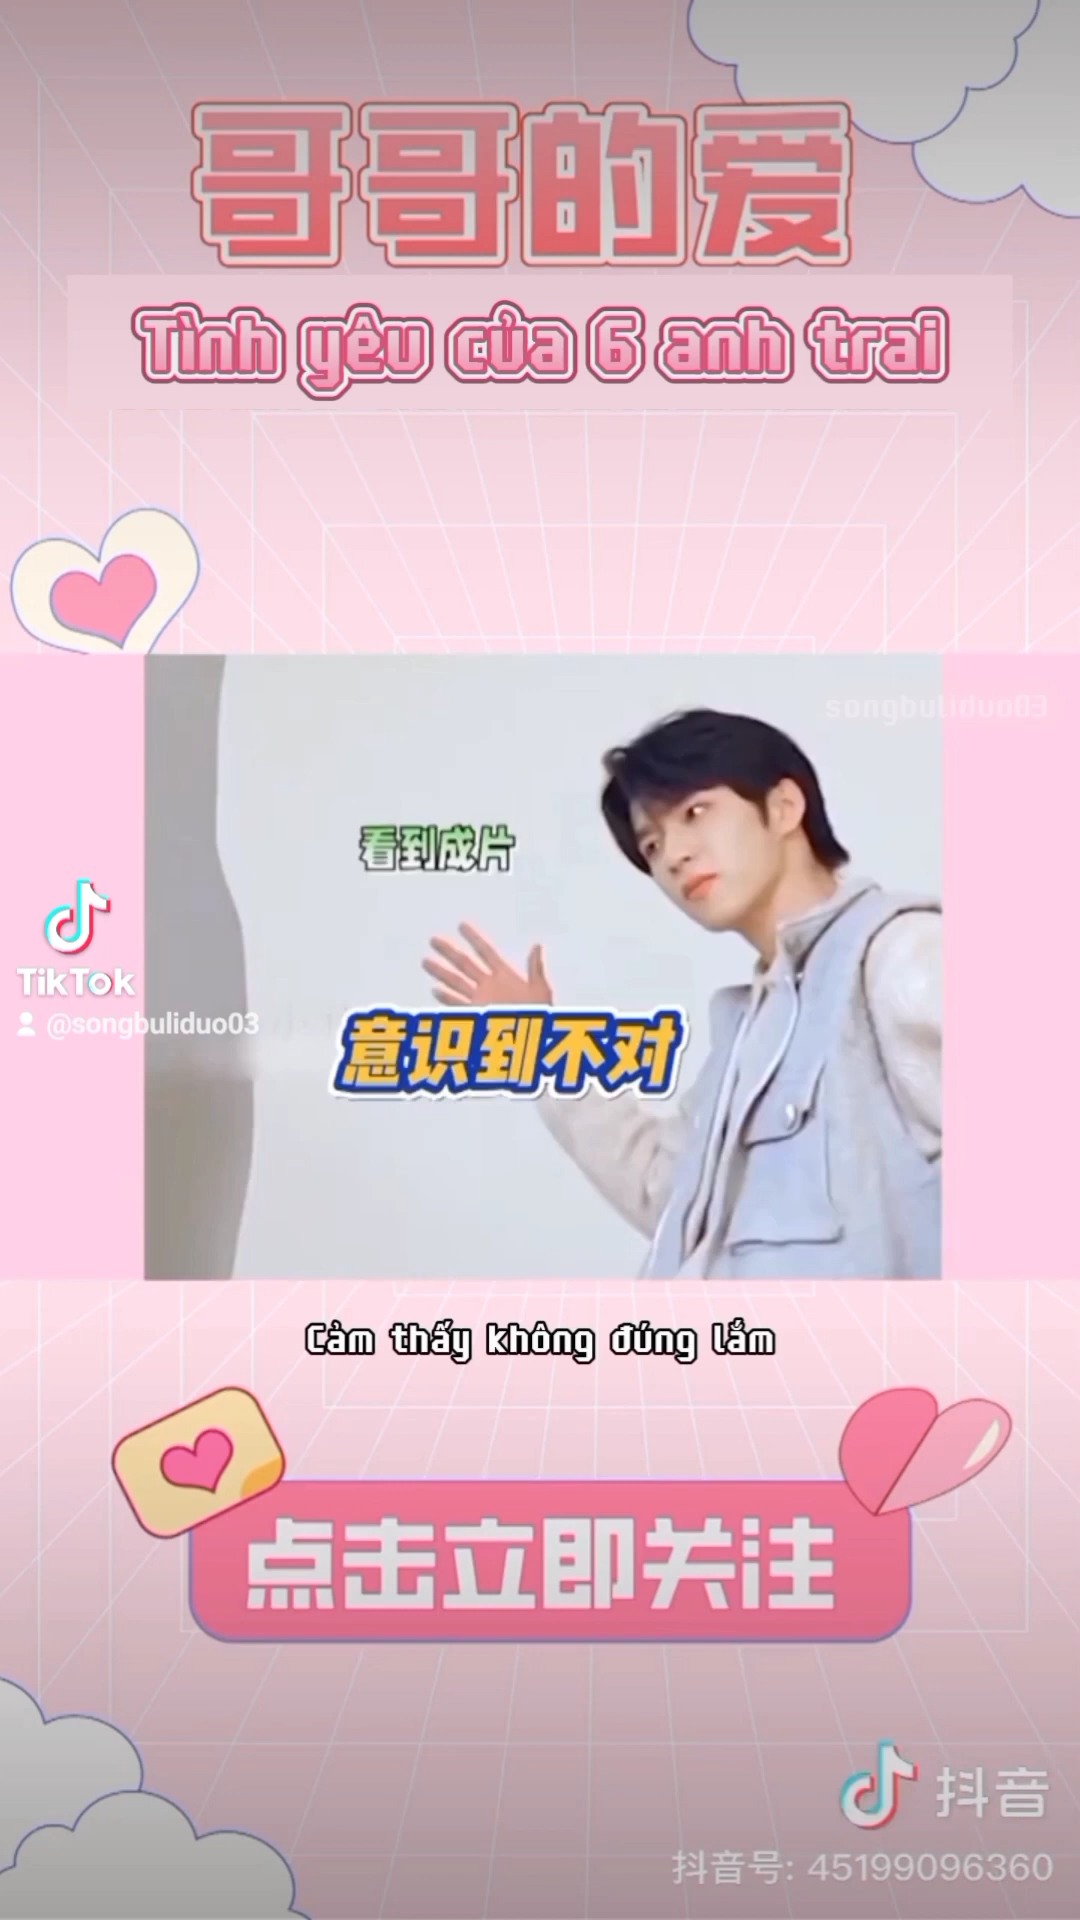 哥哥的爱
Tình yêu của 6 anh trai
songbuliduo03
看到成片
TikTok
@songbuliduo03
意识到不对
Cảm thấy không đúng lắm
点击立即关注
抖音
抖音号: 45199096360